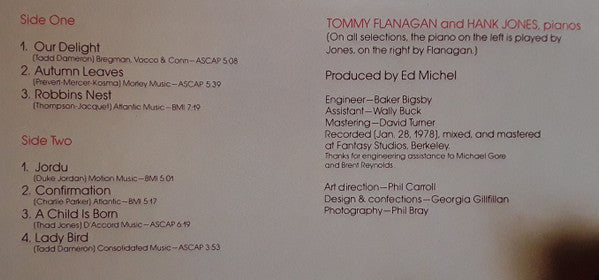 Side One
1. Our Delight
(Tadd Dameron) Bregman, Vocco & Conn—ASCAP 5:08
2. Autumn Leaves
(Prevert-Mercer-Kosma) Morley Music—ASCAP 5:39
3. Robbins Nest
(Thompson-Jacquet) Atlantic Music—BMI 7:19
Side Two
1. Jordu
(Duke Jordan) Motion Music—BMI 5:01
2. Confirmation
(Charlie Parker) Atlantic—BMI 5:17
3. A Child Is Born
(Thad Jones) D'Accord Music—ASCAP 6:19
4. Lady Bird
(Tadd Dameron) Consolidated Music—ASCAP 3:53
TOMMY FLANAGAN and HANK JONES, pianos
(On all selections, the piano on the left is played by
Jones, on the right by Flanagan.)
Produced by Ed Michel
Engineer—Baker Bigsby
Assistant—Wally Buck
Mastering—David Turner
Recorded (Jan. 28, 1978), mixed, and mastered
at Fantasy Studios, Berkeley.
Thanks for engineering assistance to Michael Gore
and Brent Reynolds
Art direction—Phil Carroll
Design & confections—Georgia Gillfillan
Photography—Phil Bray